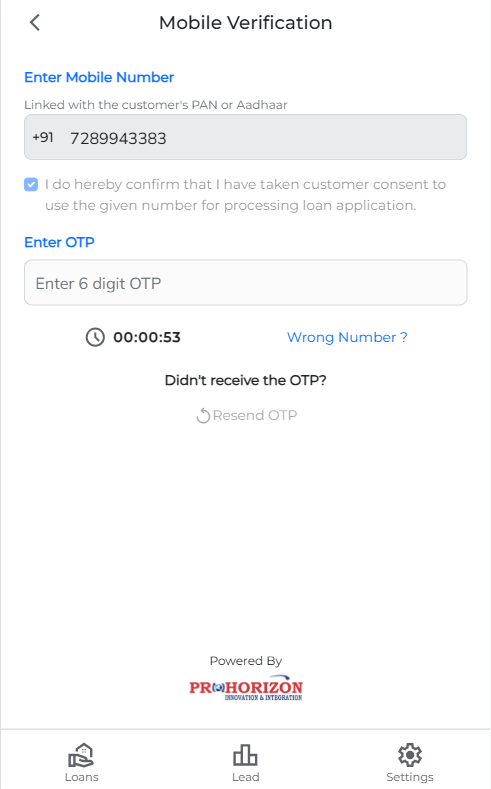 Mobile Verification
Enter Mobile Number
Linked with the customer's PAN or Aadhaar
+91 7289943383
I do hereby confirm that I have taken customer consent to
use the given number for processing loan application.
Enter OTP
Enter 6 digit OTP
00:00:53 Wrong Number ?
Didn't receive the OTP?
Resend OTP
Powered By
PROHORIZON
INNOVATION & INTEGRATION
Loans Lead Settings